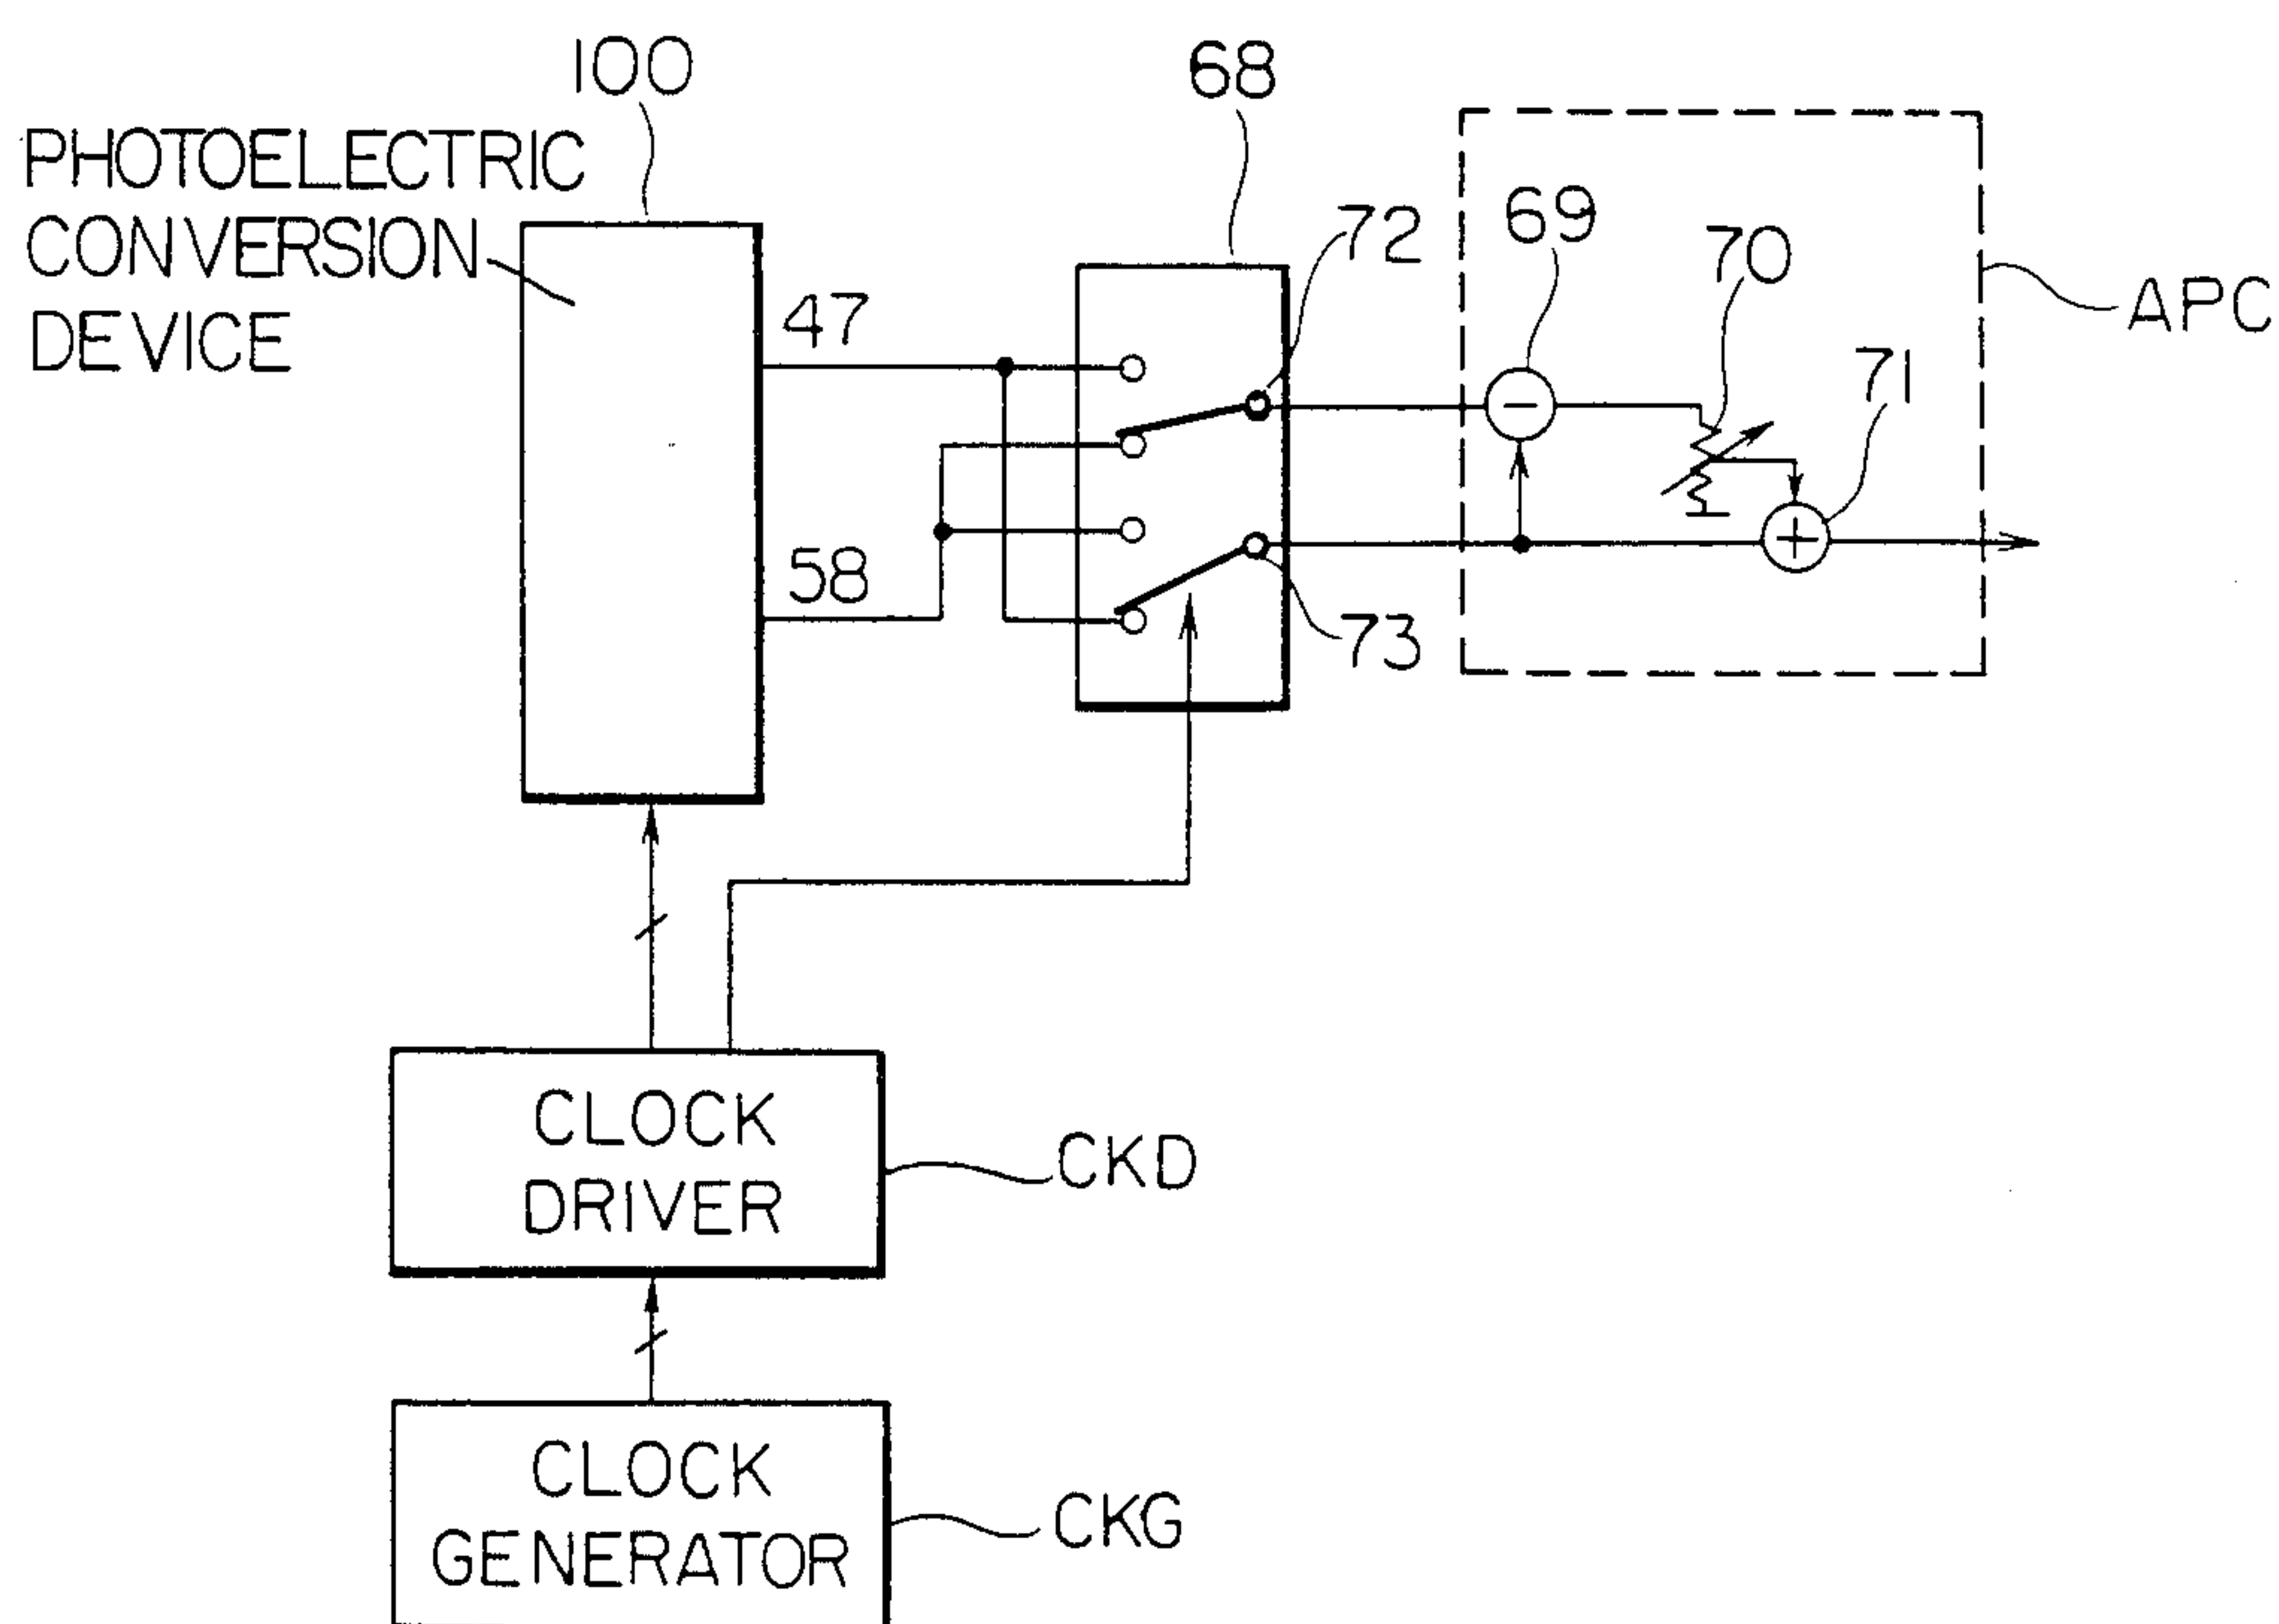 100
68
PHOTOELECTRIC
CONVERSION
DEVICE
72
69
70
APC
47
71
−
+
58
73
CLOCK
DRIVER
CKD
CLOCK
GENERATOR
CKG